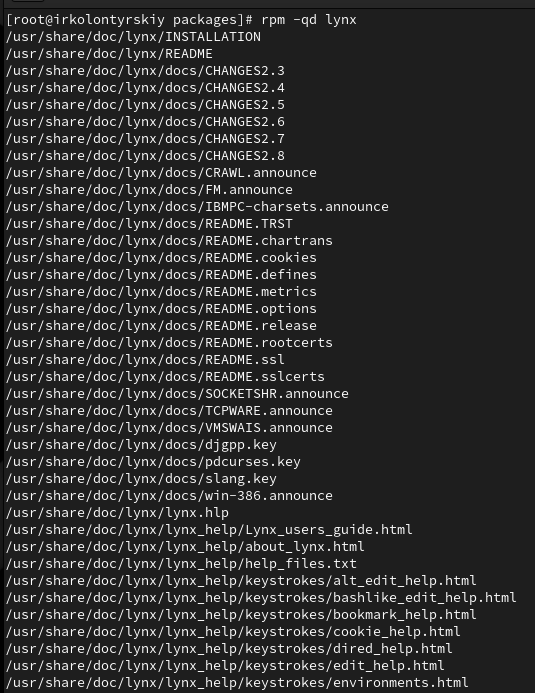 [root@irkolontyrskiy packages]# rpm -qd lynx
/usr/share/doc/lynx/INSTALLATION
/usr/share/doc/lynx/README
/usr/share/doc/lynx/docs/CHANGES2.3
/usr/share/doc/lynx/docs/CHANGES2.4
/usr/share/doc/lynx/docs/CHANGES2.5
/usr/share/doc/lynx/docs/CHANGES2.6
/usr/share/doc/lynx/docs/CHANGES2.7
/usr/share/doc/lynx/docs/CHANGES2.8
/usr/share/doc/lynx/docs/CRAWL.announce
/usr/share/doc/lynx/docs/FM.announce
/usr/share/doc/lynx/docs/IBMPC-charsets.announce
/usr/share/doc/lynx/docs/README.TRST
/usr/share/doc/lynx/docs/README.chartrans
/usr/share/doc/lynx/docs/README.cookies
/usr/share/doc/lynx/docs/README.defines
/usr/share/doc/lynx/docs/README.metrics
/usr/share/doc/lynx/docs/README.options
/usr/share/doc/lynx/docs/README.release
/usr/share/doc/lynx/docs/README.rootcerts
/usr/share/doc/lynx/docs/README.ssl
/usr/share/doc/lynx/docs/README.sslcerts
/usr/share/doc/lynx/docs/SOCKETSHR.announce
/usr/share/doc/lynx/docs/TCPWARE.announce
/usr/share/doc/lynx/docs/VMSWAIS.announce
/usr/share/doc/lynx/docs/djgpp.key
/usr/share/doc/lynx/docs/pdcurses.key
/usr/share/doc/lynx/docs/slang.key
/usr/share/doc/lynx/docs/win-386.announce
/usr/share/doc/lynx/lynx.hlp
/usr/share/doc/lynx/lynx_help/Lynx_users_guide.html
/usr/share/doc/lynx/lynx_help/about_lynx.html
/usr/share/doc/lynx/lynx_help/help_files.txt
/usr/share/doc/lynx/lynx_help/keystrokes/alt_edit_help.html
/usr/share/doc/lynx/lynx_help/keystrokes/bashlike_edit_help.html
/usr/share/doc/lynx/lynx_help/keystrokes/bookmark_help.html
/usr/share/doc/lynx/lynx_help/keystrokes/cookie_help.html
/usr/share/doc/lynx/lynx_help/keystrokes/dired_help.html
/usr/share/doc/lynx/lynx_help/keystrokes/edit_help.html
/usr/share/doc/lynx/lynx_help/keystrokes/environments.html